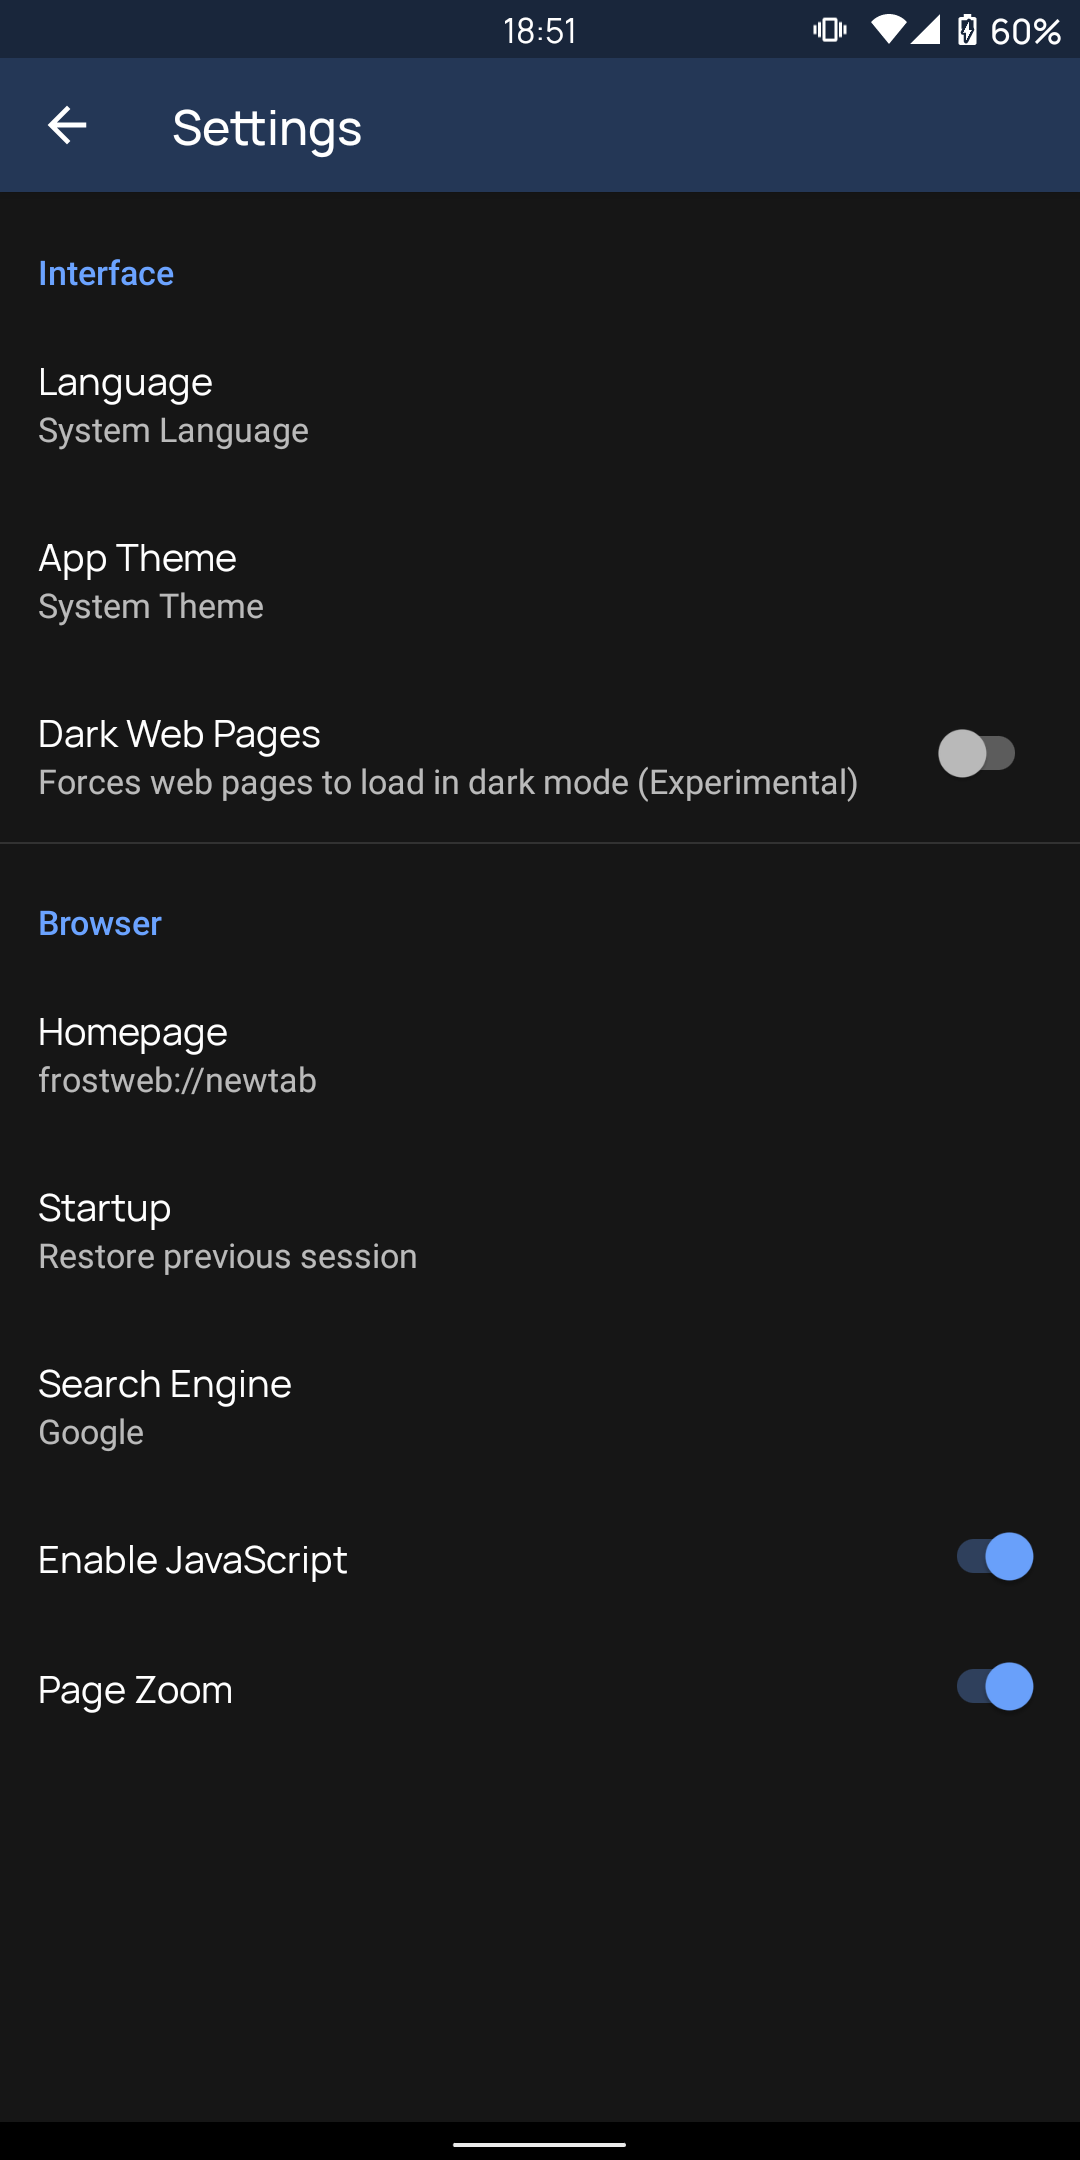 18:51
60%
Settings
Interface
Language
System Language
App Theme
System Theme
Dark Web Pages
Forces web pages to load in dark mode (Experimental)
Browser
Homepage
frostweb://newtab
Startup
Restore previous session
Search Engine
Google
Enable JavaScript
Page Zoom